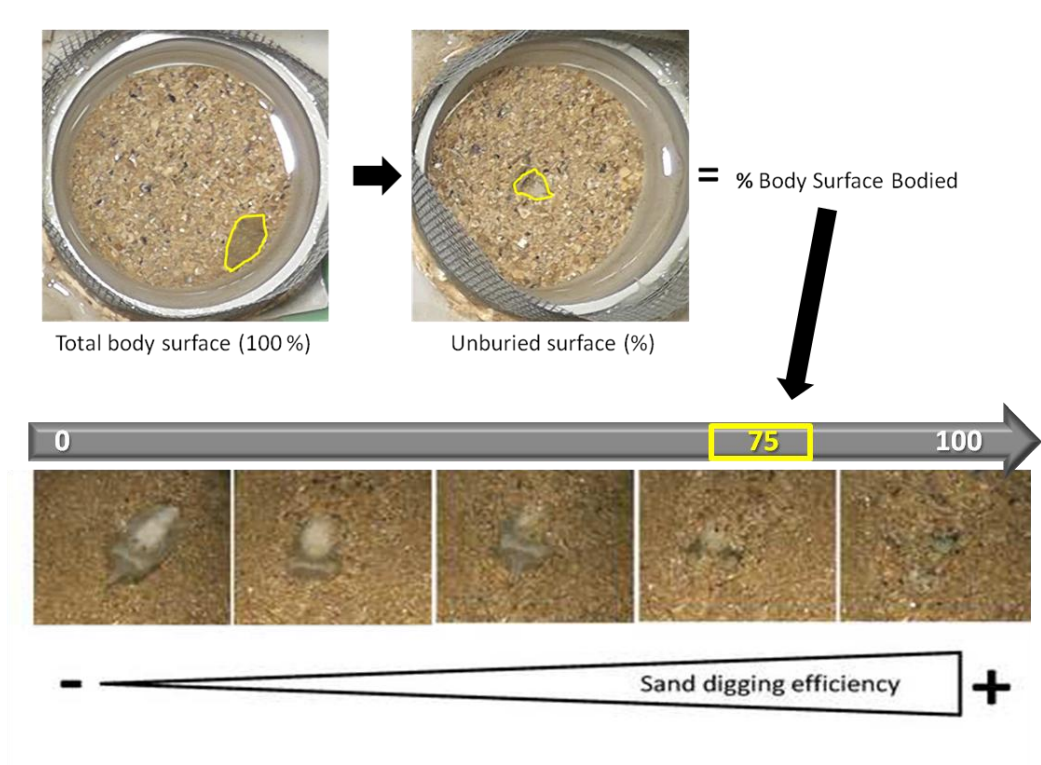 = % Body Surface Bodied
Total body surface (100 %)
Unburied surface (%)
0 75 100
- Sand digging efficiency +